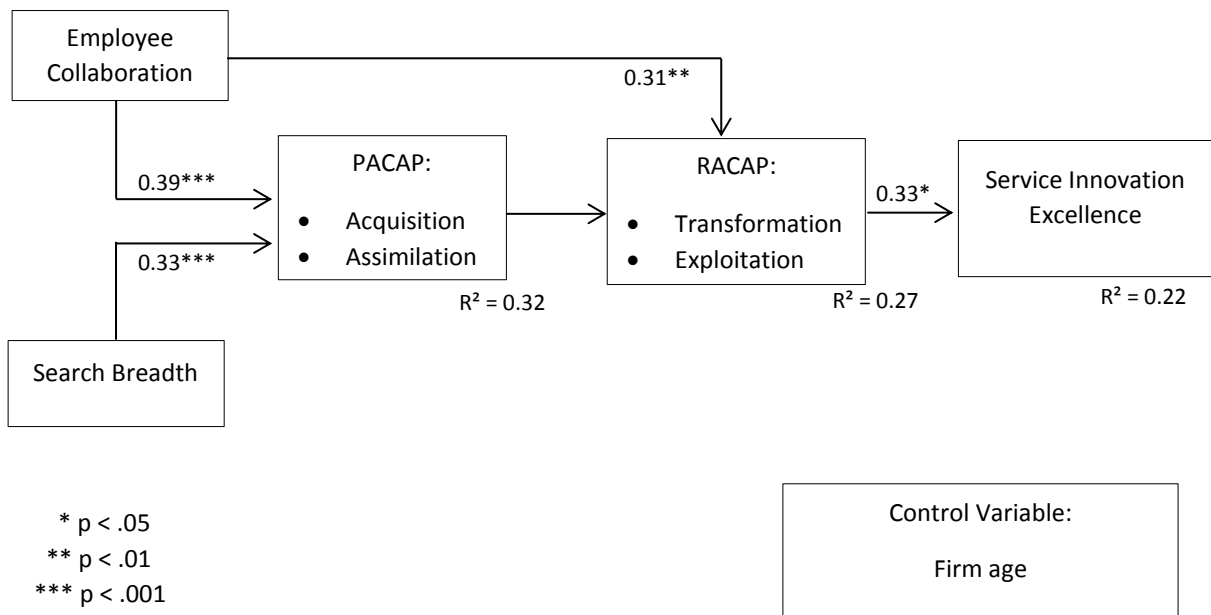 Employee
Collaboration
0.31**
PACAP:
• Acquisition
• Assimilation
RACAP:
• Transformation
• Exploitation
Service Innovation
Excellence
0.39***
0.33*
0.33***
R² = 0.32
R² = 0.27
R² = 0.22
Search Breadth
* p < .05
** p < .01
*** p < .001
Control Variable:
Firm age